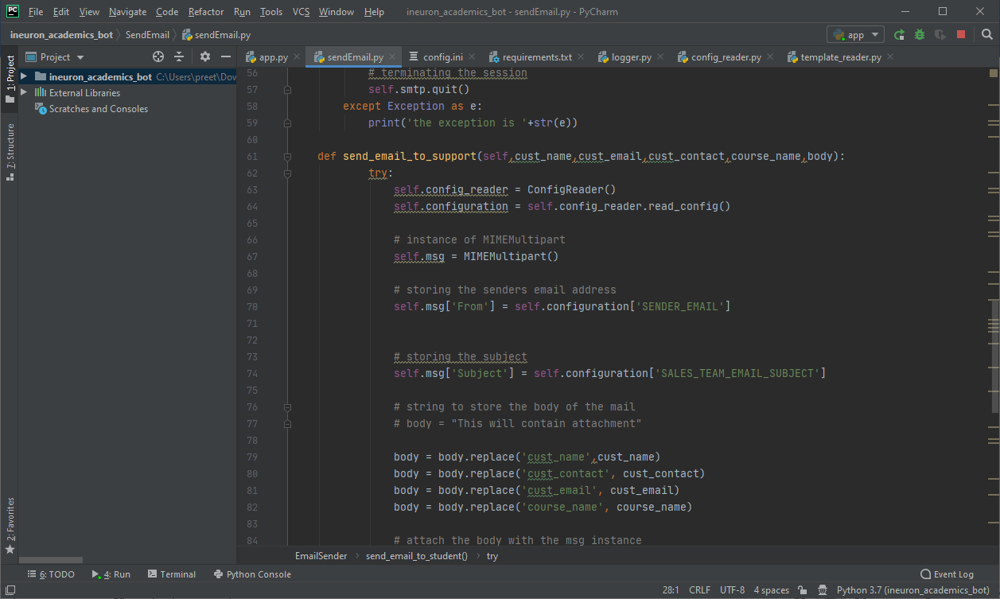 PC File Edit View Navigate Code Refactor Run Tools VCS Window Help ineuron_academics_bot - sendEmail.py - PyCharm
ineuron_academics_bot SendEmail sendEmail.py app
Project app.py sendEmail.py config.ini requirements.txt logger.py config_reader.py template_reader.py
1: Project
7: Structure
2: Favorites
ineuron_academics_bot C:\Users\preet\Dov
External Libraries
Scratches and Consoles
56 # terminating the session
57 self.smtp.quit()
58 except Exception as e:
59 print('the exception is '+str(e))
60
61 def send_email_to_support(self,cust_name,cust_email,cust_contact,course_name,body):
62 try:
63 self.config_reader = ConfigReader()
64 self.configuration = self.config_reader.read_config()
65
66 # instance of MIMEMultipart
67 self.msg = MIMEMultipart()
68
69 # storing the senders email address
70 self.msg['From'] = self.configuration['SENDER_EMAIL']
71
72
73 # storing the subject
74 self.msg['Subject'] = self.configuration['SALES_TEAM_EMAIL_SUBJECT']
75
76 # string to store the body of the mail
77 # body = "This will contain attachment"
78
79 body = body.replace('cust_name',cust_name)
80 body = body.replace('cust_contact', cust_contact)
81 body = body.replace('cust_email', cust_email)
82 body = body.replace('course_name', course_name)
83
84 # attach the body with the msg instance
EmailSender send_email_to_student() try
6: TODO 4: Run Terminal Python Console Event Log
28:1 CRLF UTF-8 4 spaces Python 3.7 (ineuron_academics_bot)